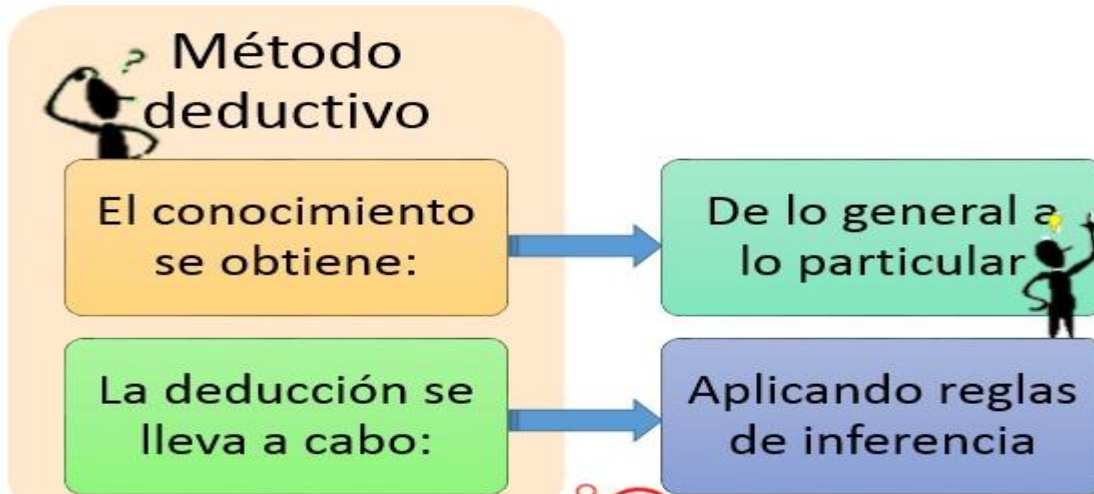 Método
deductivo
El conocimiento
se obtiene:
De lo general a
lo particular
La deducción se
lleva a cabo:
Aplicando reglas
de inferencia